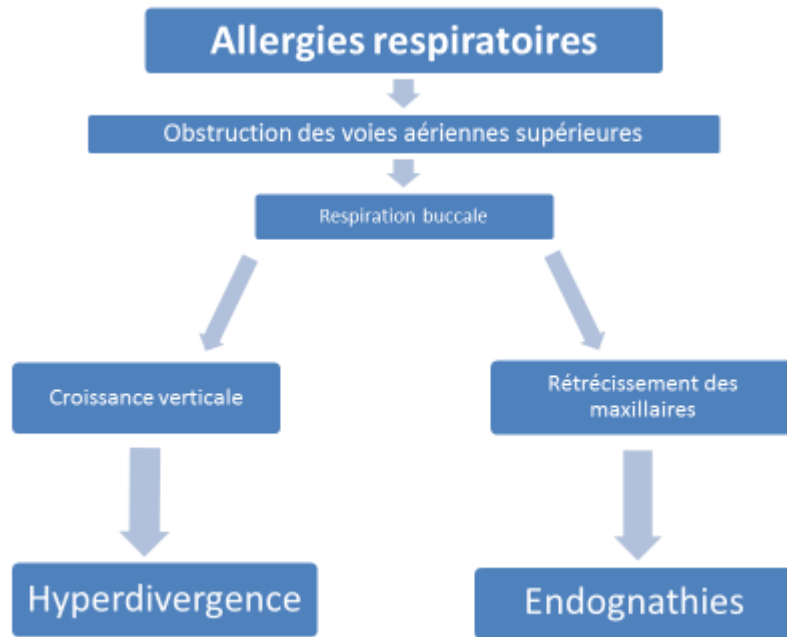 Allergies respiratoires
Obstruction des voies aériennes supérieures
Respiration buccale
Croissance verticale
Rétrécissement des
maxillaires
Hyperdivergence
Endognathies